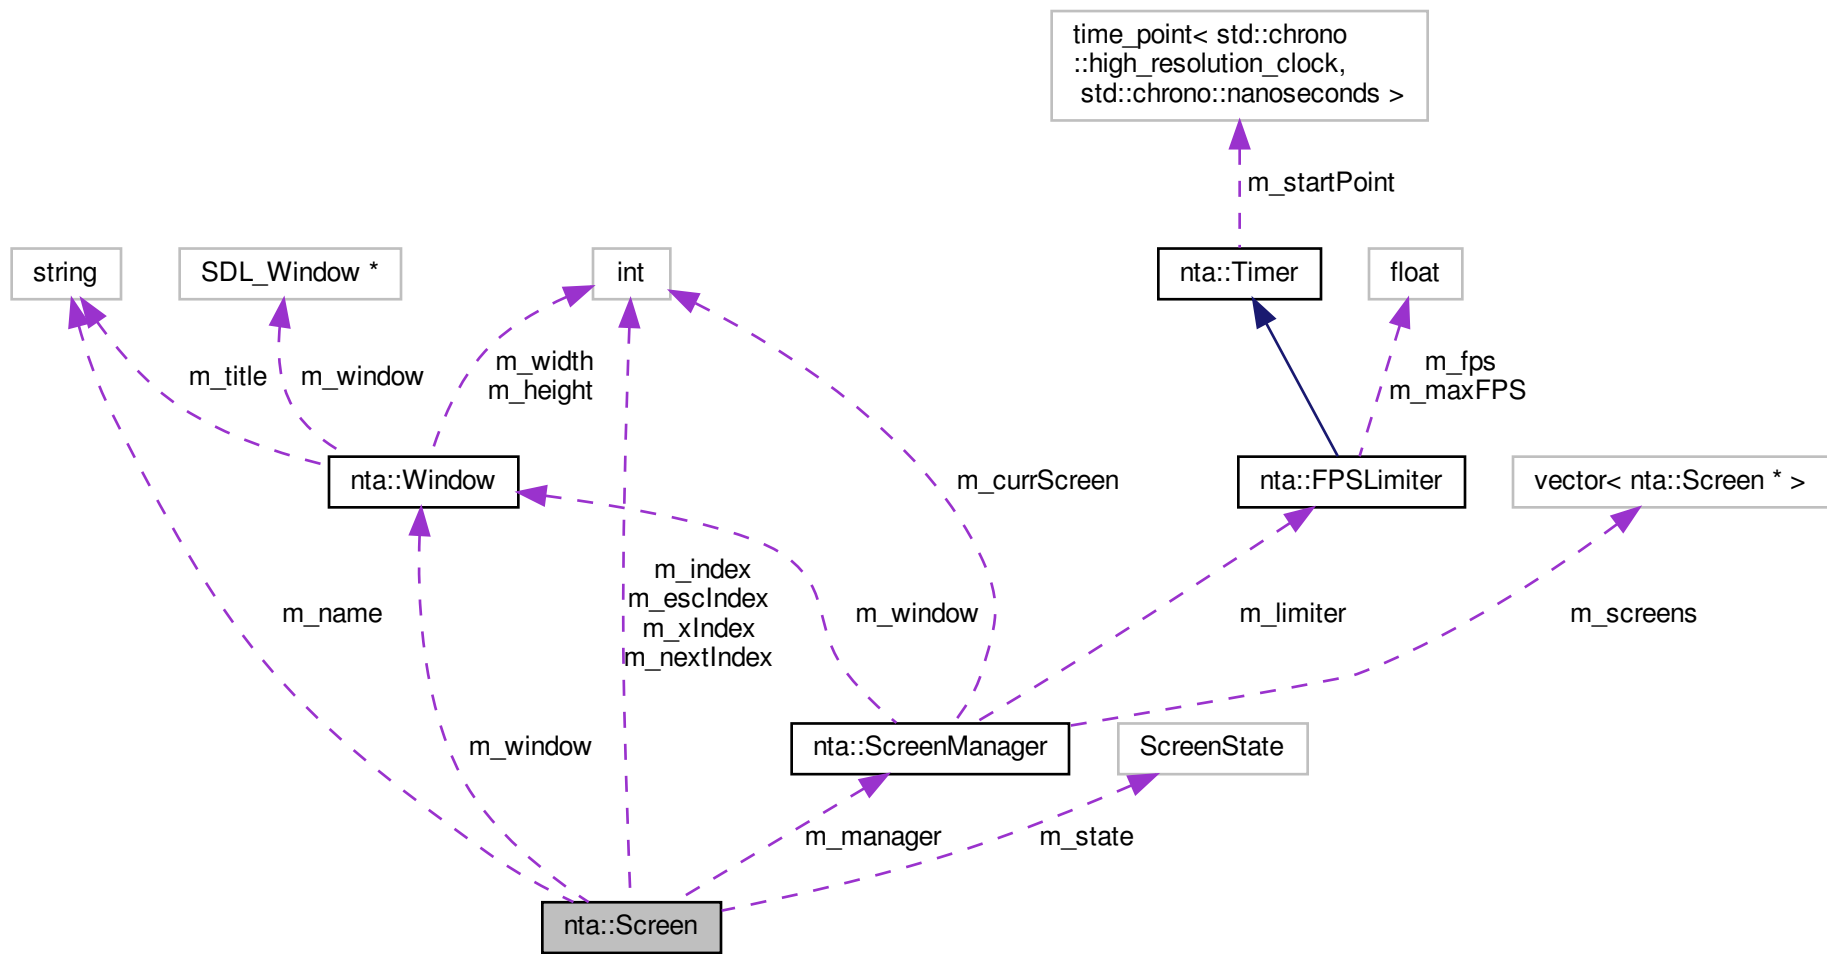 time_point< std::chrono
::high_resolution_clock,
std::chrono::nanoseconds >
m_startPoint
string
SDL_Window *
int
nta::Timer
float
m_title
m_window
m_width
m_height
m_fps
m_maxFPS
nta::Window
m_currScreen
nta::FPSLimiter
vector< nta::Screen * >
m_name
m_index
m_escIndex
m_xIndex
m_nextIndex
m_window
m_limiter
m_screens
m_window
nta::ScreenManager
ScreenState
m_manager
m_state
nta::Screen